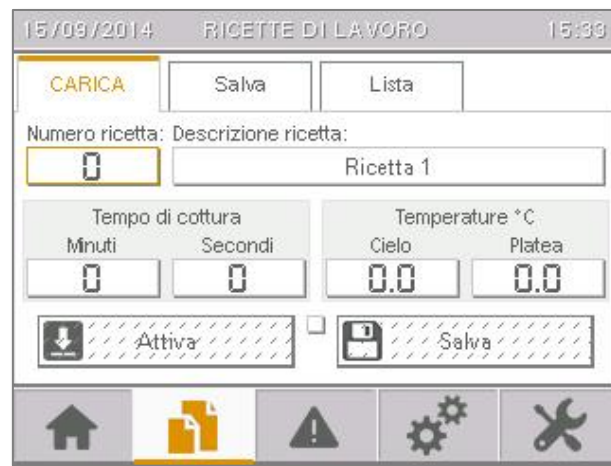 15/09/2014 RICETTE DI LAVORO 15:33
CARICA Salva Lista
Numero ricetta: Descrizione ricetta:
0 Ricetta 1
Tempo di cottura Temperature °C
Minuti Secondi Cielo Platea
0 0 0.0 0.0
Attiva Salva